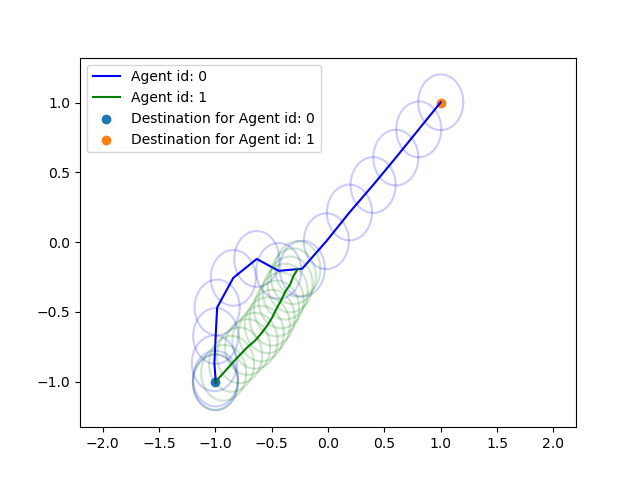 Agent id: 0
Agent id: 1
Destination for Agent id: 0
Destination for Agent id: 1
1.0
0.5
0.0
−0.5
−1.0
−2.0 −1.5 −1.0 −0.5 0.0 0.5 1.0 1.5 2.0